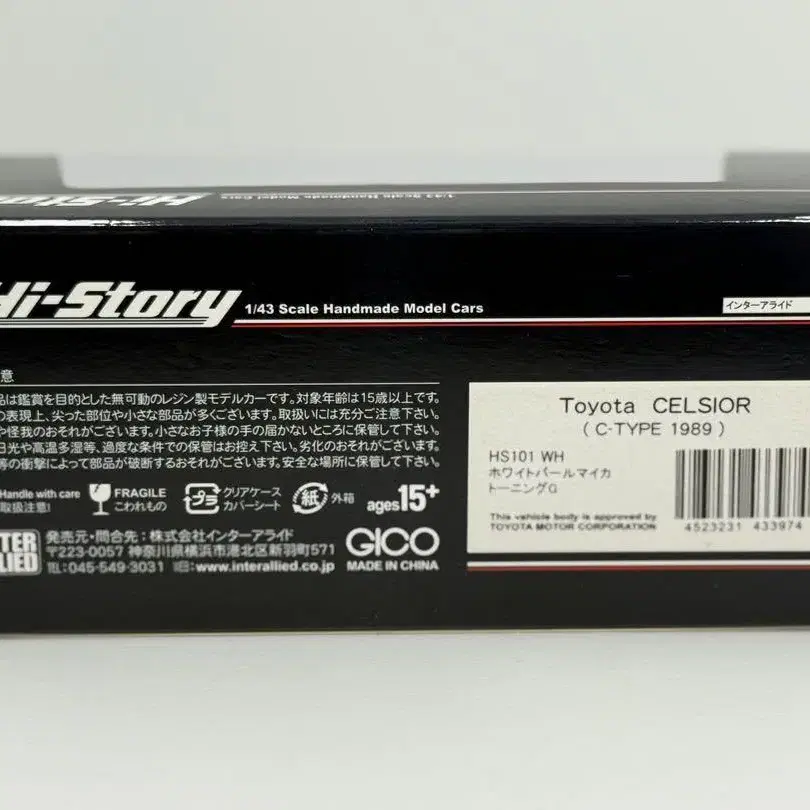 Hi-Story
1/43 Scale Handmade Model Cars
Hi-Story
1/43 Scale Handmade Model Cars
インターアライド
意
品は鑑賞を目的とした無可動のレジン製モデルカーです。対象年齢は15歳以上です。
の表現上、尖った部位や小さな部品が多くございます。取扱いには充分ご注意下さい。
や怪我のおそれがございます。小さなお子様の手の届かないところに保管して下さい。
日光や高温多湿等、過度な条件での保管はお控え下さい。劣化のおそれがございます。
等の衝撃によって部品が破断するおそれがございます。安全な場所に保管して下さい。
Handle with care
取扱注意!
FRAGILE
こわれもの
プラ
クリアケース
カバーシート
紙
外箱
ages15+
TER
LIED
発売元・問合先：株式会社インターアライド
〒223-0057 神奈川県横浜市港北区新羽町571
TEL:045-549-3031 HP:www.interallied.co.jp
GICO
MADE IN CHINA
Toyota CELSIOR
( C-TYPE 1989 )
HS101 WH
ホワイトパールマイカ
トーニングG
This vehicle body is approved by
TOYOTA MOTOR CORPORATION
4523231 433974